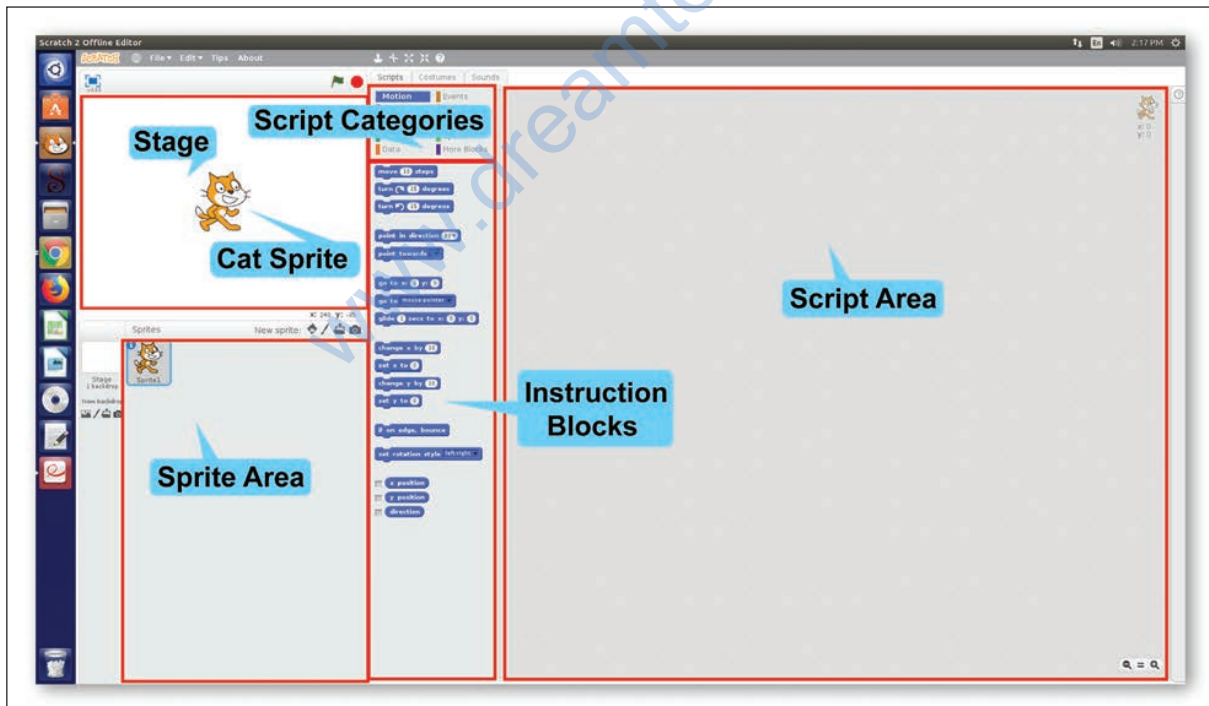 Scratch 2 Offline Editor
En 2:17 PM
SCRATCH File Edit Tips About
Scripts Costumes Sounds
Motion Events
Script Categories
Data More Blocks
Stage
Cat Sprite
move 10 steps
turn 15 degrees
turn 15 degrees
point in direction 90
point towards
go to x: 0 y: 0
go to mouse-pointer
glide 1 secs to x: 0 y: 0
change x by 10
set x to 0
change y by 10
set y to 0
if on edge, bounce
set rotation style left-right
x position
y position
direction
Instruction
Blocks
x: 0
y: 0
Script Area
x: 240 y:
Sprites New sprite:
Stage
1 backdrop
New backdrop
Sprite1
Sprite Area
www.dreamt